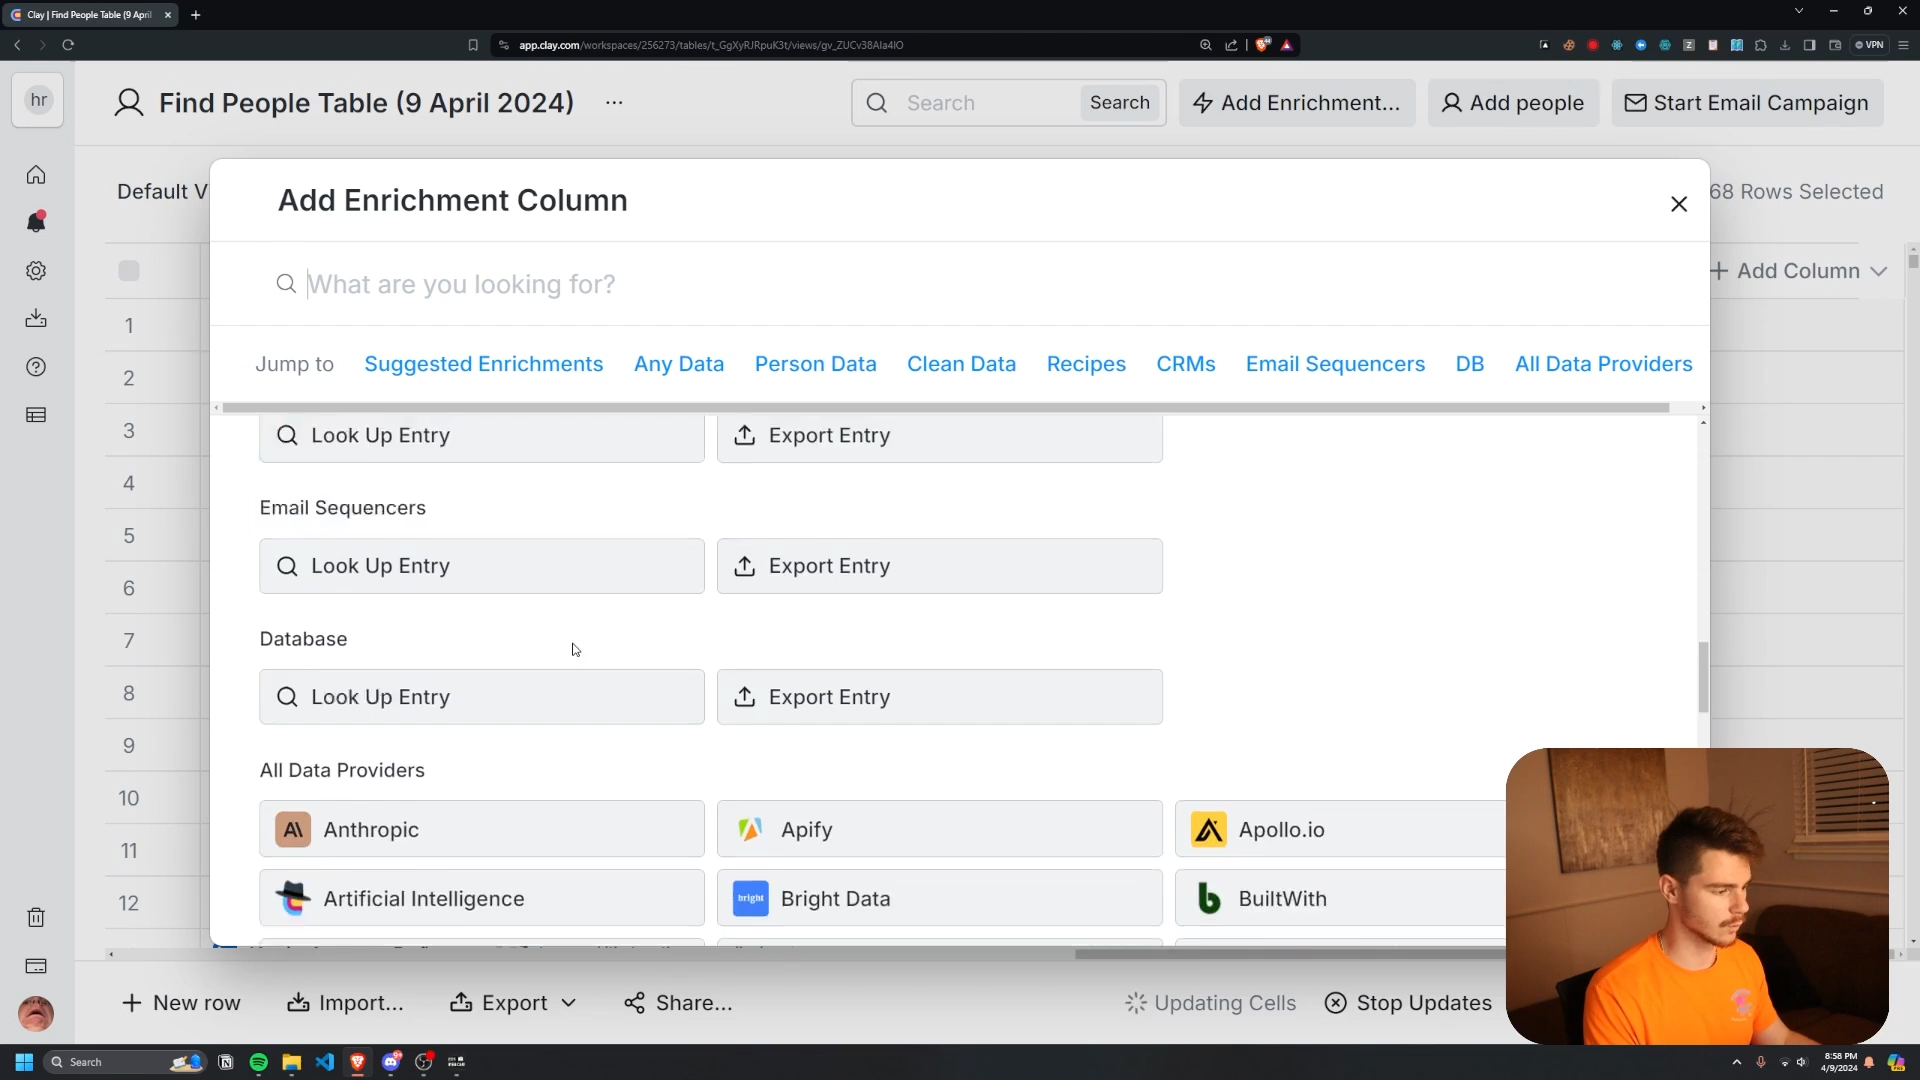 Clay | Find People Table (9 April
app.clay.com/workspaces/256273/tables/t_GgXyRJRpuK3t/views/gv_ZUCv38Ala4lO
VPN
hr
Find People Table (9 April 2024)
Search
Search
Add Enrichment...
Add people
Start Email Campaign
Default V
68 Rows Selected
Add Enrichment Column
What are you looking for?
Add Column
Jump to Suggested Enrichments Any Data Person Data Clean Data Recipes CRMs Email Sequencers DB All Data Providers
1
2
3
4
5
6
7
8
9
10
11
12
Look Up Entry
Export Entry
Email Sequencers
Look Up Entry
Export Entry
Database
Look Up Entry
Export Entry
All Data Providers
Anthropic
Apify
Apollo.io
Artificial Intelligence
bright
Bright Data
BuiltWith
New row
Import...
Export
Share...
Updating Cells
Stop Updates
Search
8:58 PM
4/9/2024